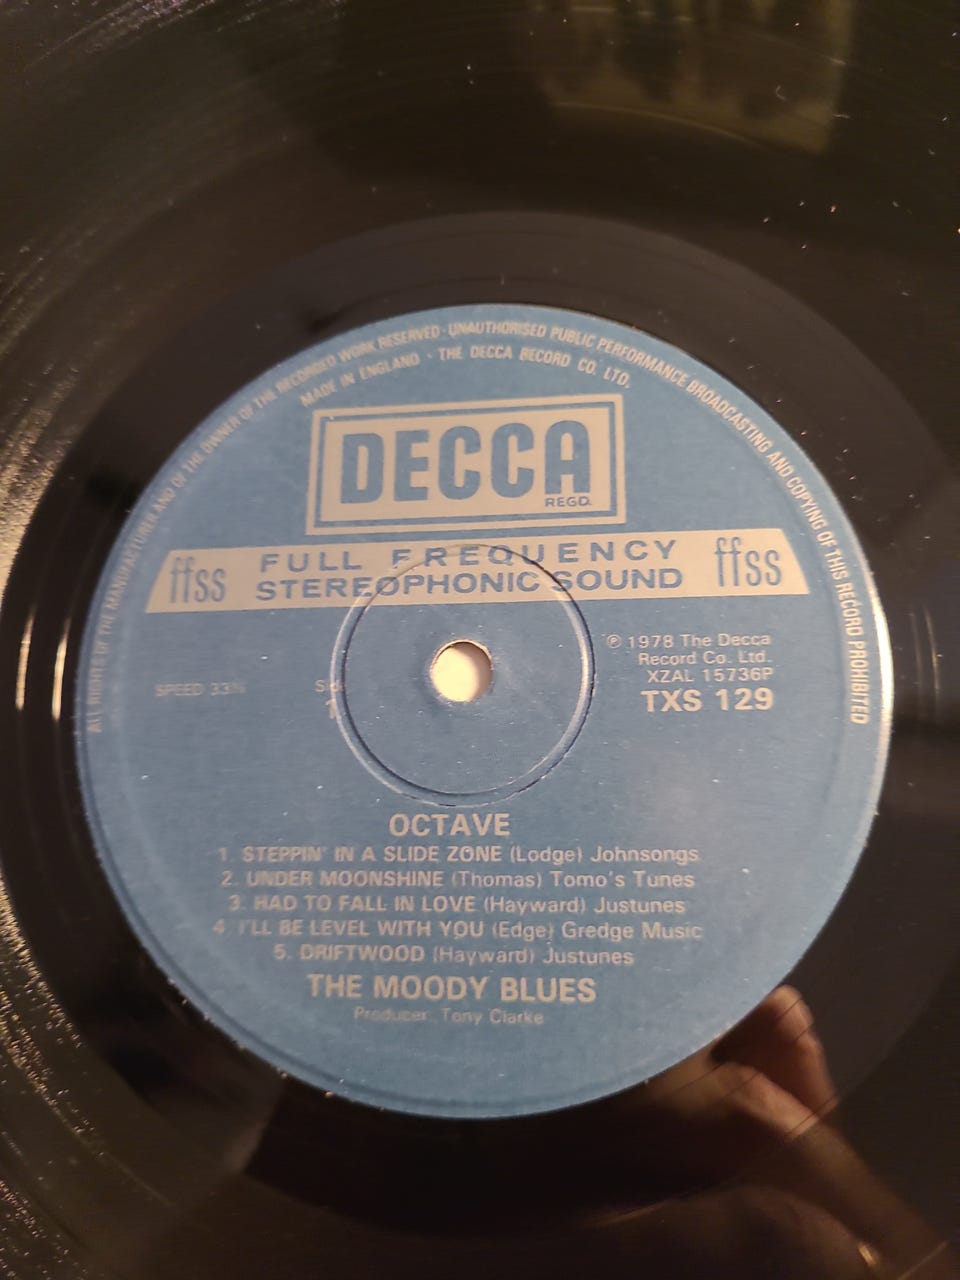 ALL RIGHTS OF THE MANUFACTURER AND OF THE OWNER OF THE RECORDED WORK RESERVED · UNAUTHORISED PUBLIC PERFORMANCE BROADCASTING AND COPYING OF THIS RECORD PROHIBITED
MADE IN ENGLAND · THE DECCA RECORD CO. LTD.
DECCA
REGD.
ffss FULL FREQUENCY ffss
STEREOPHONIC SOUND
℗ 1978 The Decca
Record Co. Ltd.
XZAL 15736P
TXS 129
SPEED 33⅓
1
OCTAVE
1. STEPPIN' IN A SLIDE ZONE (Lodge) Johnsongs
2. UNDER MOONSHINE (Thomas) Tomo's Tunes
3. HAD TO FALL IN LOVE (Hayward) Justunes
4. I'LL BE LEVEL WITH YOU (Edge) Gredge Music
5. DRIFTWOOD (Hayward) Justunes
THE MOODY BLUES
Producer: Tony Clarke